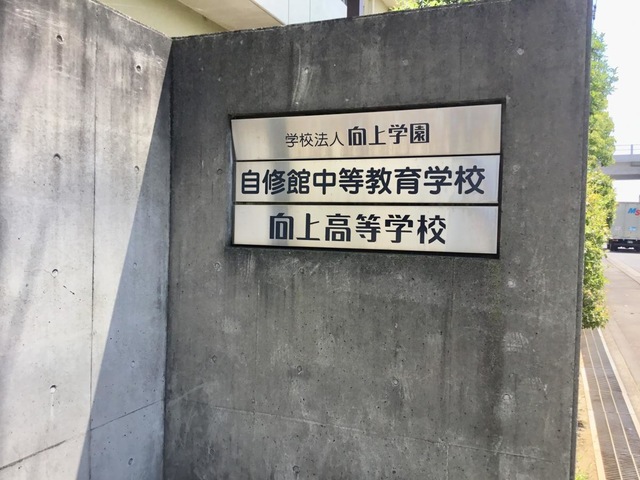 学校法人 向上学園
自修館中等教育学校
向上高等学校